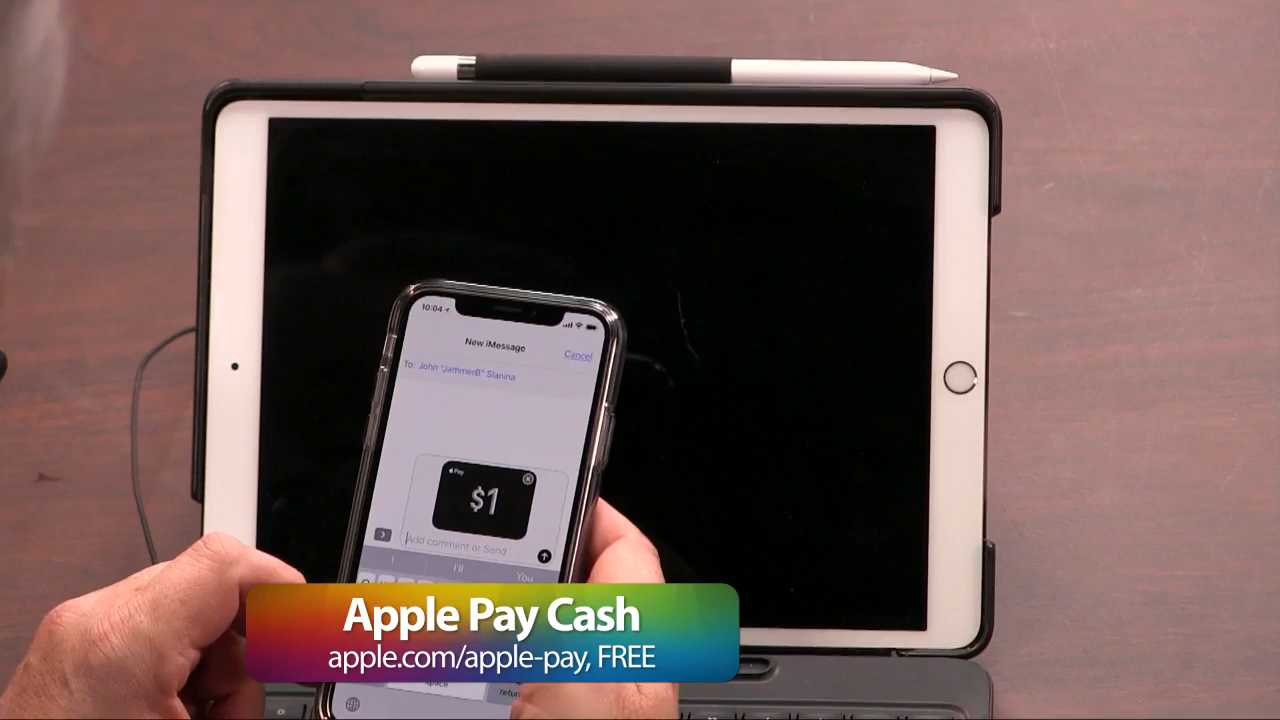 10:04
New iMessage
Cancel
To: John "JammerB" Slanina
Pay
$1
Add comment or Send
I
I'll
You
Apple Pay Cash
apple.com/apple-pay, FREE
space